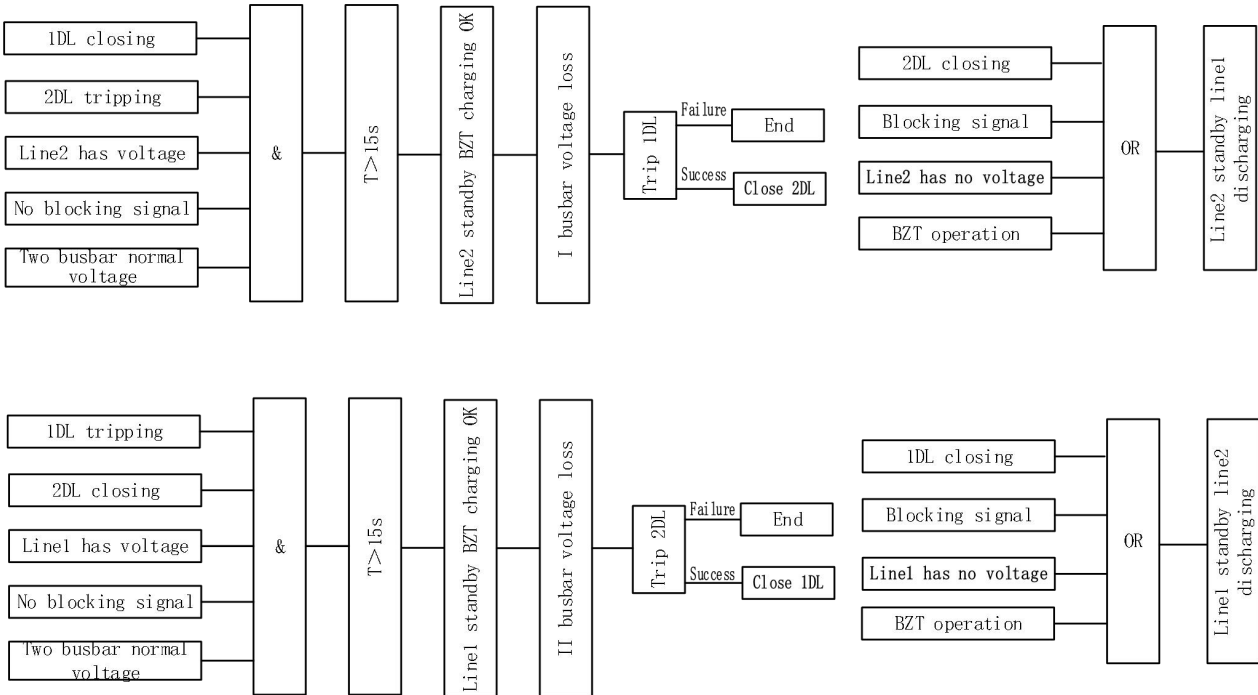 1DL closing
2DL tripping
Line2 has voltage
No blocking signal
Two busbar normal
voltage
&
T>15s
Line2 standby BZT charging OK
I busbar voltage loss
Trip 1DL
Failure
End
Success
Close 2DL
2DL closing
Blocking signal
Line2 has no voltage
BZT operation
OR
Line2 standby line1
discharging
1DL tripping
2DL closing
Line1 has voltage
No blocking signal
Two busbar normal
voltage
&
T>15s
Line1 standby BZT charging OK
II busbar voltage loss
Trip 2DL
Failure
End
Success
Close 1DL
1DL closing
Blocking signal
Line1 has no voltage
BZT operation
OR
Line1 standby line2
discharging